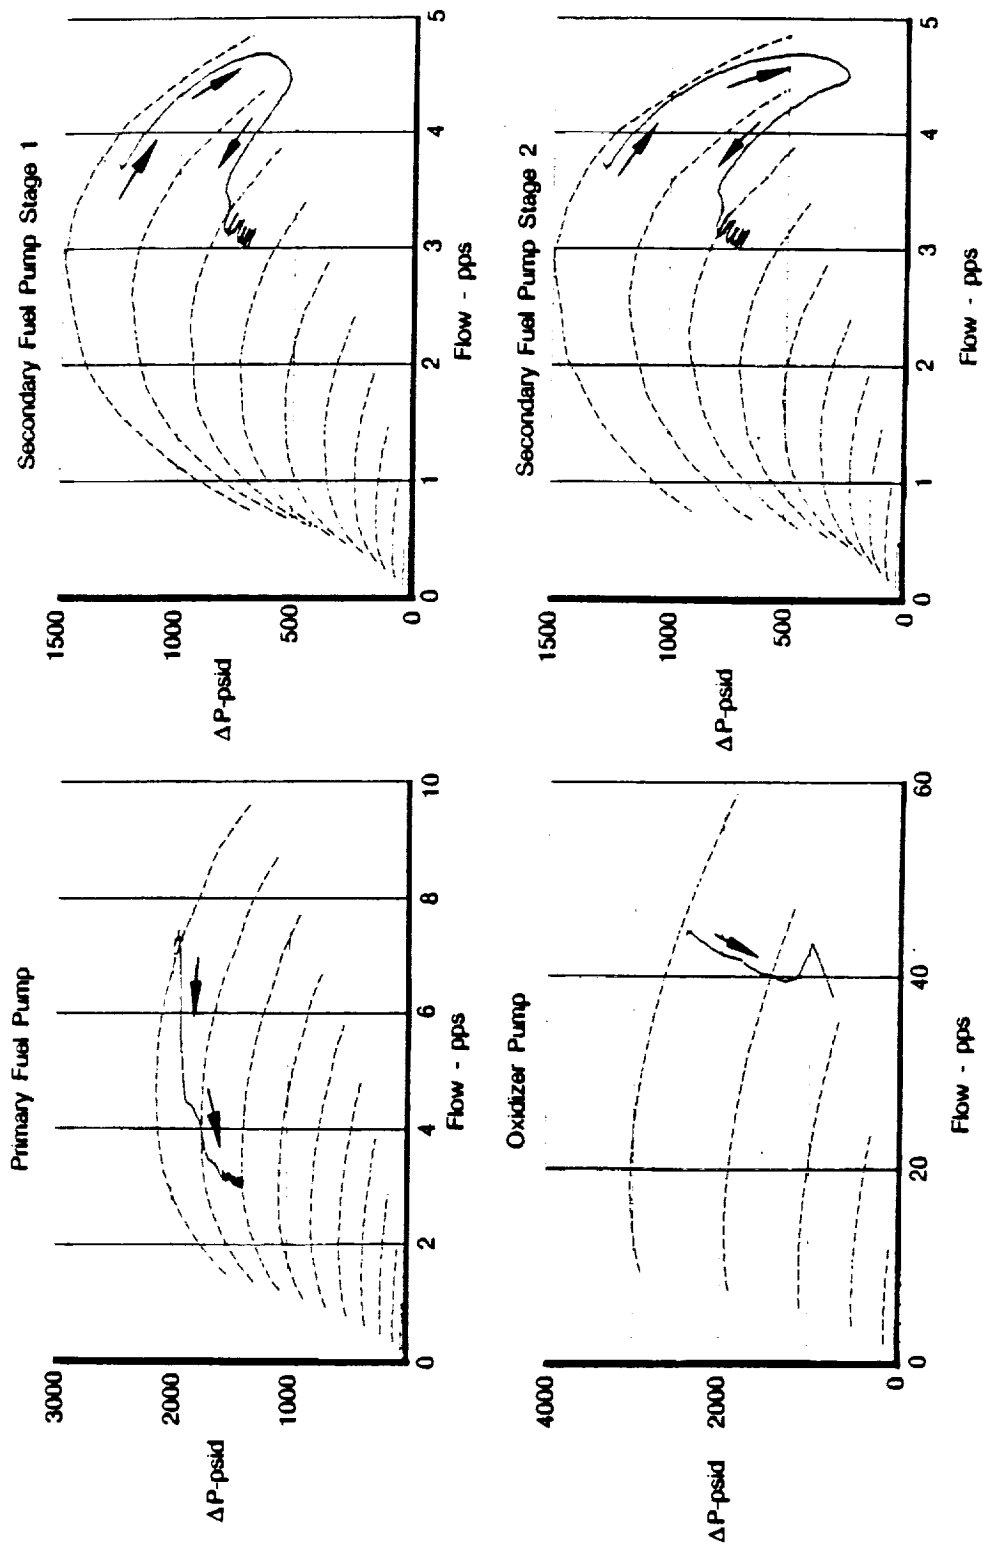 Primary Fuel Pump
3000
2000
1000
ΔP-psid
0 2 4 6 8 10
Flow - pps
Secondary Fuel Pump Stage 1
1500
1000
500
0
ΔP-psid
0 1 2 3 4 5
Flow - pps
Oxidizer Pump
4000
2000
0
ΔP-psid
0 20 40 60
Flow - pps
Secondary Fuel Pump Stage 2
1500
1000
500
0
ΔP-psid
0 1 2 3 4 5
Flow - pps